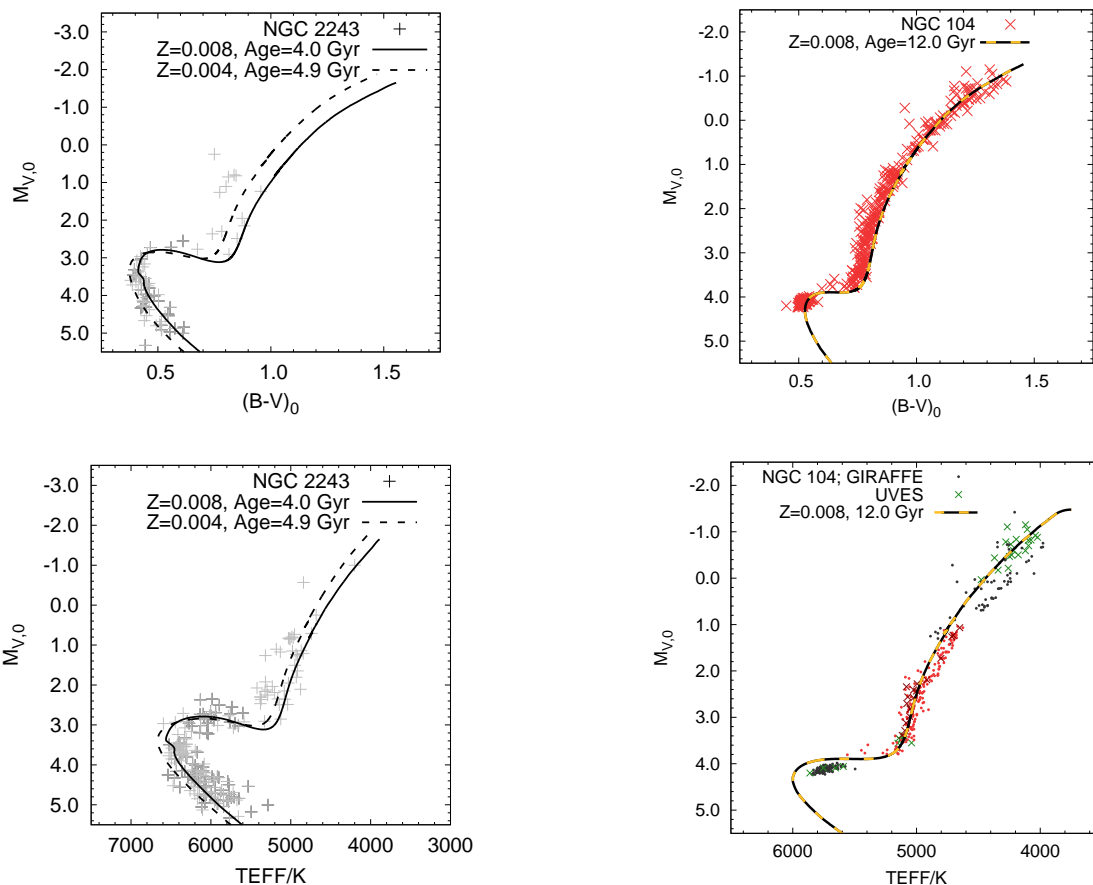 NGC 2243
Z=0.008, Age=4.0 Gyr
Z=0.004, Age=4.9 Gyr
-3.0
-2.0
-1.0
0.0
1.0
2.0
3.0
4.0
5.0
M_V,0
0.5
1.0
1.5
(B-V)_0
NGC 104
Z=0.008, Age=12.0 Gyr
-2.0
-1.0
0.0
1.0
2.0
3.0
4.0
5.0
M_V,0
0.5
1.0
1.5
(B-V)_0
NGC 2243
Z=0.008, Age=4.0 Gyr
Z=0.004, Age=4.9 Gyr
-3.0
-2.0
-1.0
0.0
1.0
2.0
3.0
4.0
5.0
M_V,0
7000
6000
5000
4000
3000
TEFF/K
NGC 104; GIRAFFE
UVES
Z=0.008, 12.0 Gyr
-2.0
-1.0
0.0
1.0
2.0
3.0
4.0
5.0
M_V,0
6000
5000
4000
TEFF/K